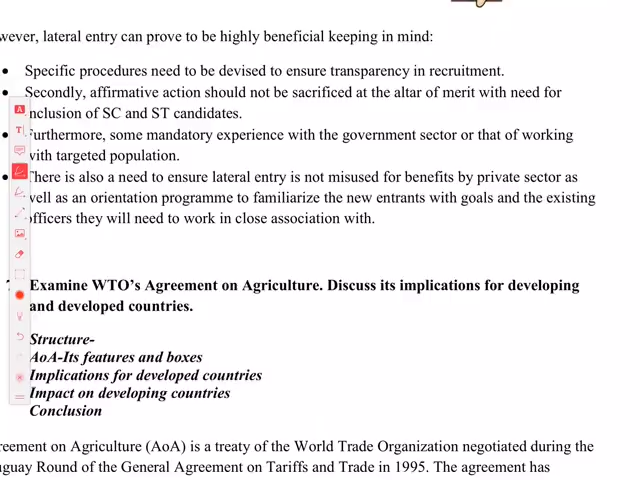 wever, lateral entry can prove to be highly beneficial keeping in mind:
• Specific procedures need to be devised to ensure transparency in recruitment.
• Secondly, affirmative action should not be sacrificed at the altar of merit with need for
nclusion of SC and ST candidates.
Furthermore, some mandatory experience with the government sector or that of working
with targeted population.
There is also a need to ensure lateral entry is not misused for benefits by private sector as
well as an orientation programme to familiarize the new entrants with goals and the existing
officers they will need to work in close association with.
Examine WTO’s Agreement on Agriculture. Discuss its implications for developing
and developed countries.
Structure-
AoA-Its features and boxes
Implications for developed countries
Impact on developing countries
Conclusion
reement on Agriculture (AoA) is a treaty of the World Trade Organization negotiated during the
guay Round of the General Agreement on Tariffs and Trade in 1995. The agreement has